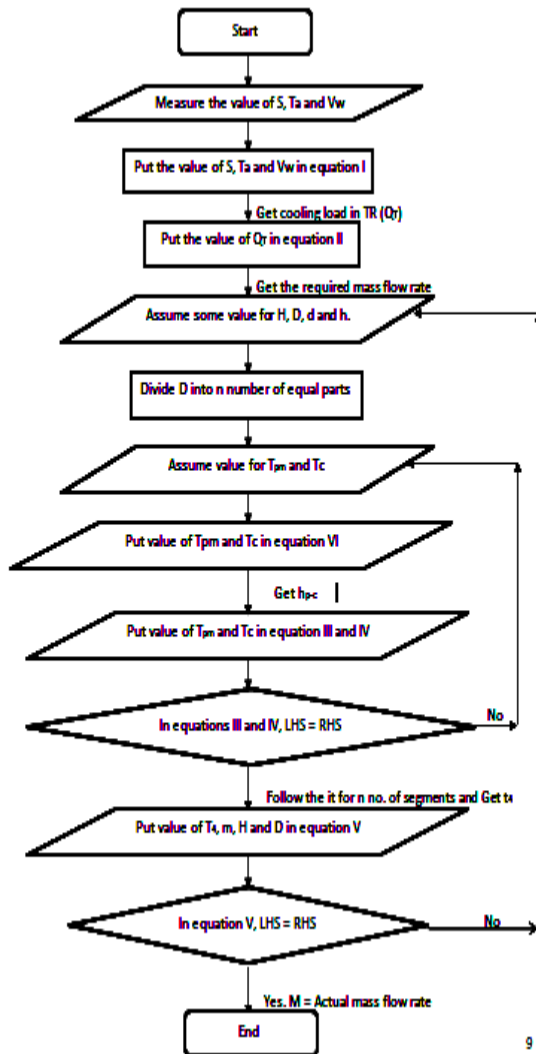 Start
Measure the value of S, Ta and Vw
Put the value of S, Ta and Vw in equation I
Get cooling load in TR (QT)
Put the value of QT in equation II
Get the required mass flow rate
Assume some value for H, D, d and h.
Divide D into n number of equal parts
Assume value for Tpm and Tc
Put value of Tpm and Tc in equation VI
Get hp-c
Put value of Tpm and Tc in equation III and IV
In equations III and IV, LHS = RHS
No
Follow the it for n no. of segments and Get t4
Put value of T4, m, H and D in equation V
In equation V, LHS = RHS
No
Yes. M = Actual mass flow rate
End
9